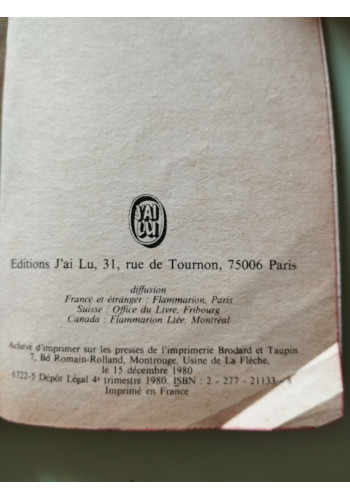 J'AI
LU
Editions J'ai Lu, 31, rue de Tournon, 75006 Paris
diffusion
France et étranger : Flammarion, Paris
Suisse : Office du Livre, Fribourg
Canada : Flammarion Ltée, Montréal
Achevé d'imprimer sur les presses de l'imprimerie Brodard et Taupin
7, Bd Romain-Rolland, Montrouge. Usine de La Flèche,
le 15 décembre 1980
6722-5 Dépôt Légal 4e trimestre 1980. ISBN : 2 - 277 - 21133 - 8
Imprimé en France